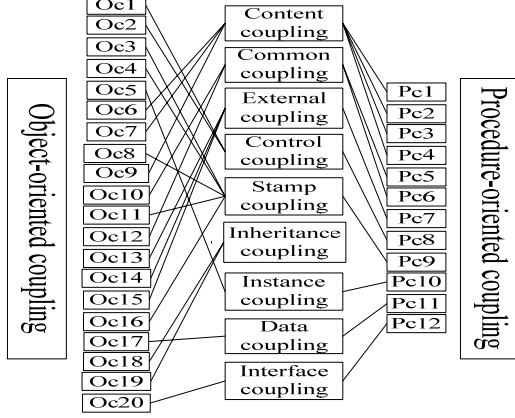 Object-oriented coupling
Oc1
Oc2
Oc3
Oc4
Oc5
Oc6
Oc7
Oc8
Oc9
Oc10
Oc11
Oc12
Oc13
Oc14
Oc15
Oc16
Oc17
Oc18
Oc19
Oc20
Content
coupling
Common
coupling
External
coupling
Control
coupling
Stamp
coupling
Inheritance
coupling
Instance
coupling
Data
coupling
Interface
coupling
Pc1
Pc2
Pc3
Pc4
Pc5
Pc6
Pc7
Pc8
Pc9
Pc10
Pc11
Pc12
Procedure-oriented coupling